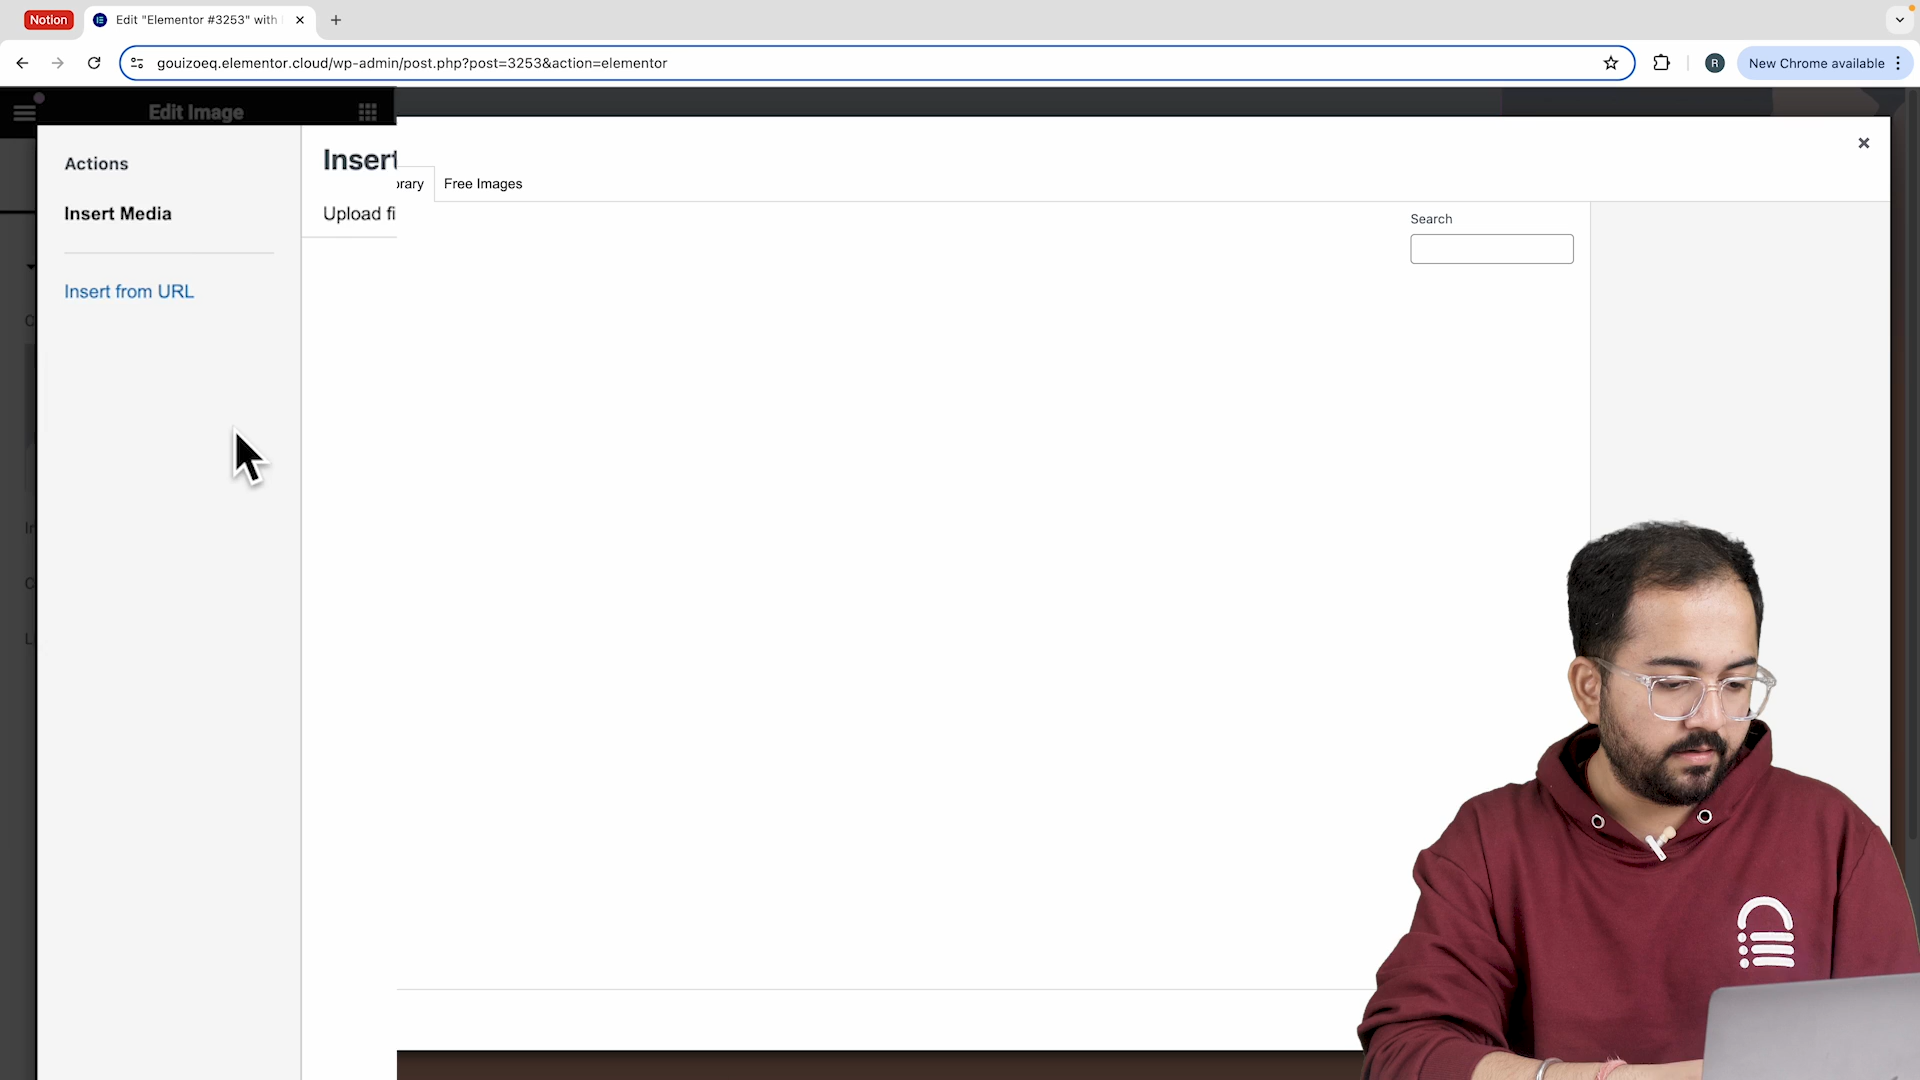 Notion
Edit "Elementor #3253" with
gouizoeq.elementor.cloud/wp-admin/post.php?post=3253&action=elementor
R
New Chrome available
Edit Image
Actions
Insert
Insert Media
Free Images
Upload fi
Search
Insert from URL